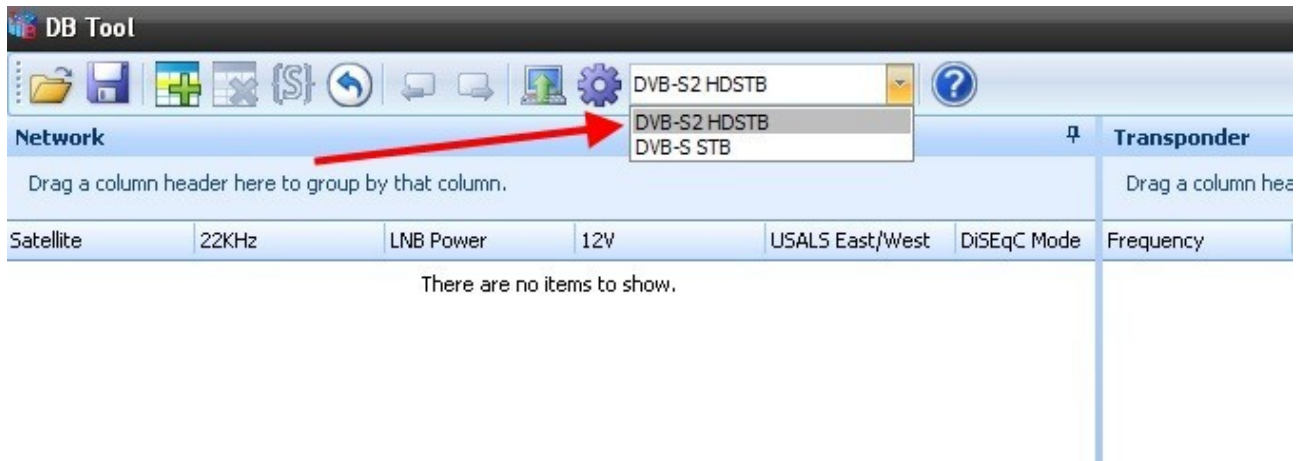 DB Tool
{S}
DVB-S2 HDSTB
?
DVB-S2 HDSTB
DVB-S STB
Network
Transponder
Drag a column header here to group by that column.
Drag a column hea
Satellite 22KHz LNB Power 12V USALS East/West DiSEqC Mode Frequency
There are no items to show.